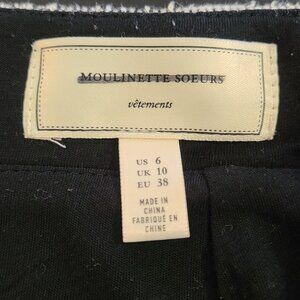 MOULINETTE SOEURS
vêtements
US 6
UK 10
EU 38
MADE IN
CHINA
FABRIQUÉ EN
CHINE